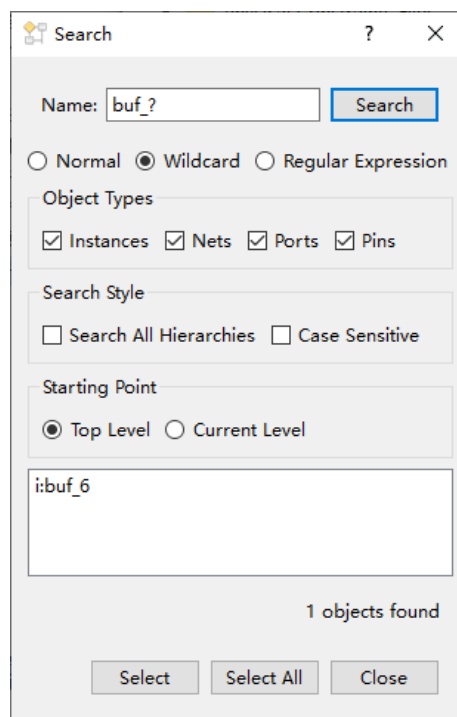 Search ?
Name: buf_? Search
Normal Wildcard Regular Expression
Object Types
Instances Nets Ports Pins
Search Style
Search All Hierarchies Case Sensitive
Starting Point
Top Level Current Level
i:buf_6
1 objects found
Select Select All Close